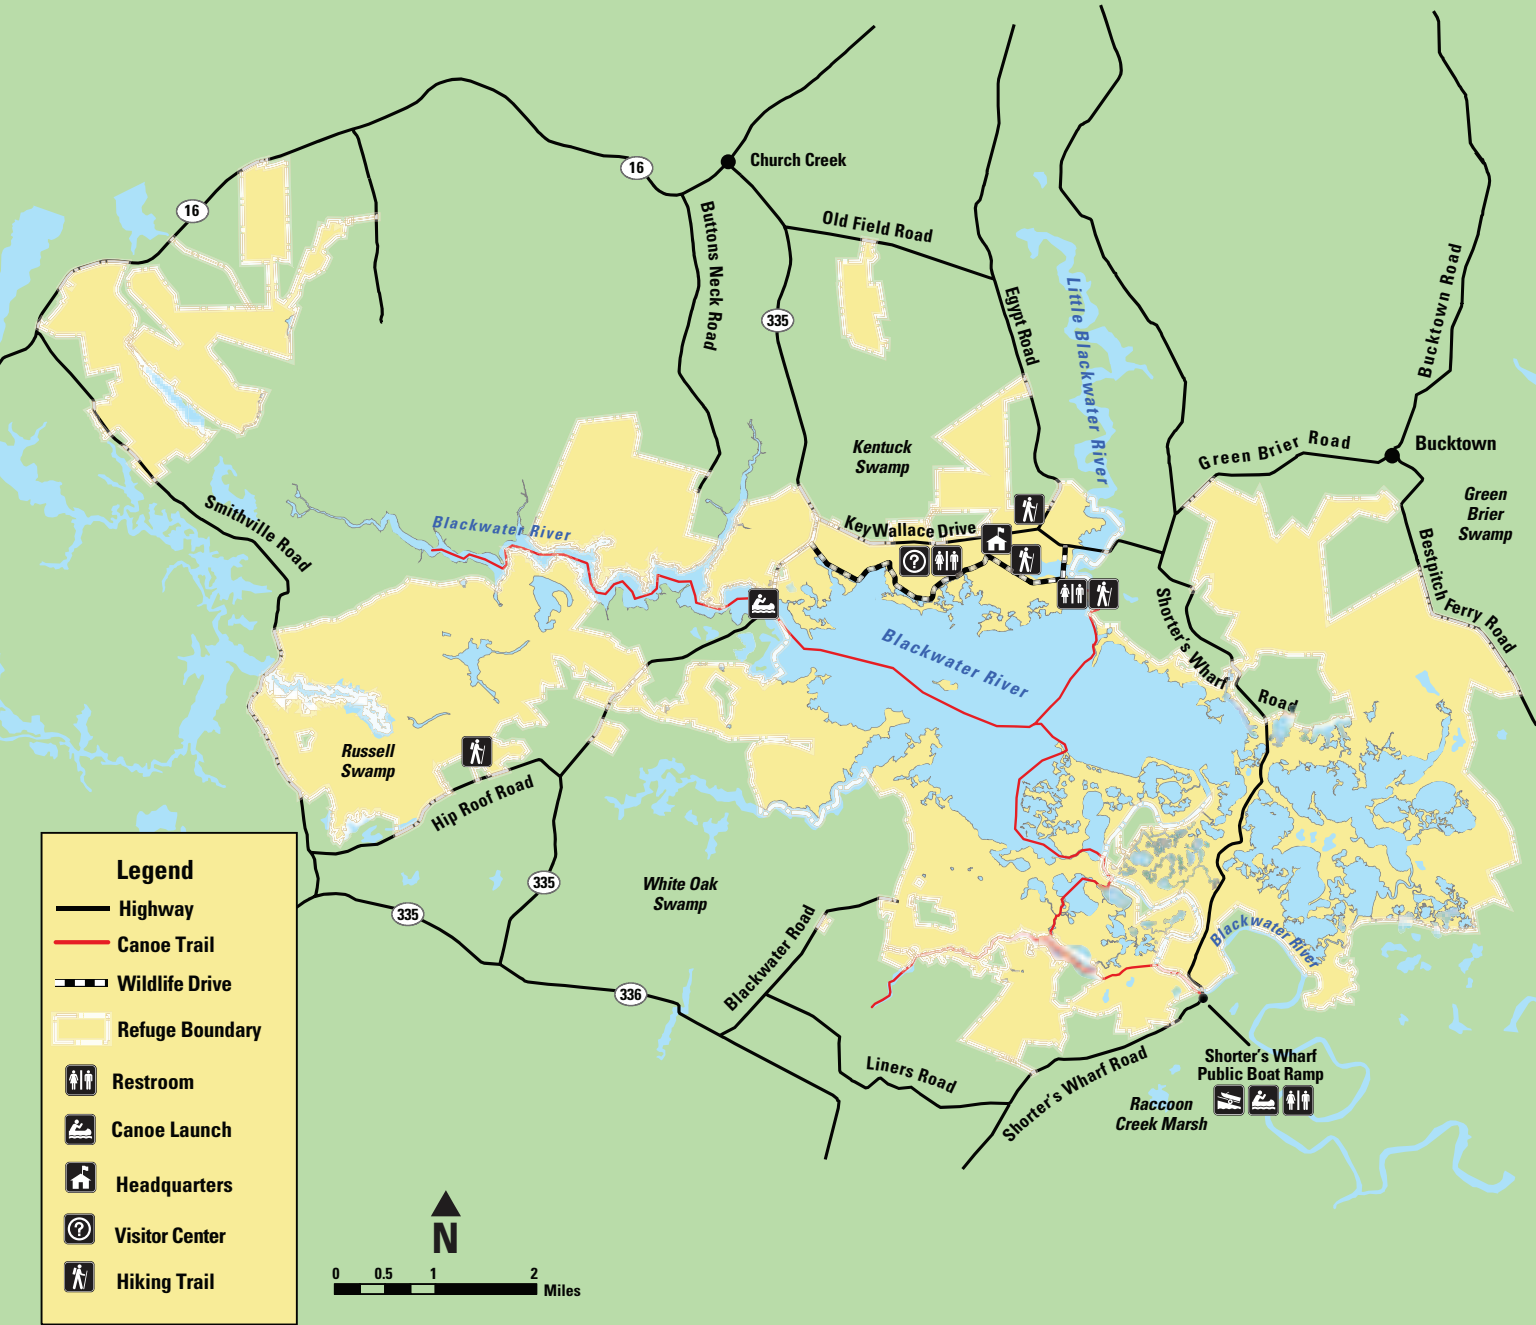 Church Creek
16
16
Buttons Neck Road
Old Field Road
335
Egypt Road
Little Blackwater River
Bucktown Road
Green Brier Road
Bucktown
Kentuck
Swamp
Green
Brier
Swamp
Smithville Road
Blackwater River
Key Wallace Drive
?
Bestpitch Ferry Road
Shorter's Wharf
Road
Blackwater River
Russell
Swamp
Hip Roof Road
335
335
White Oak
Swamp
Blackwater Road
Blackwater River
336
Liners Road
Shorter's Wharf Road
Shorter's Wharf
Public Boat Ramp
Raccoon
Creek Marsh
Legend
Highway
Canoe Trail
Wildlife Drive
Refuge Boundary
Restroom
Canoe Launch
Headquarters
?
Visitor Center
Hiking Trail
N
0 0.5 1 2
Miles